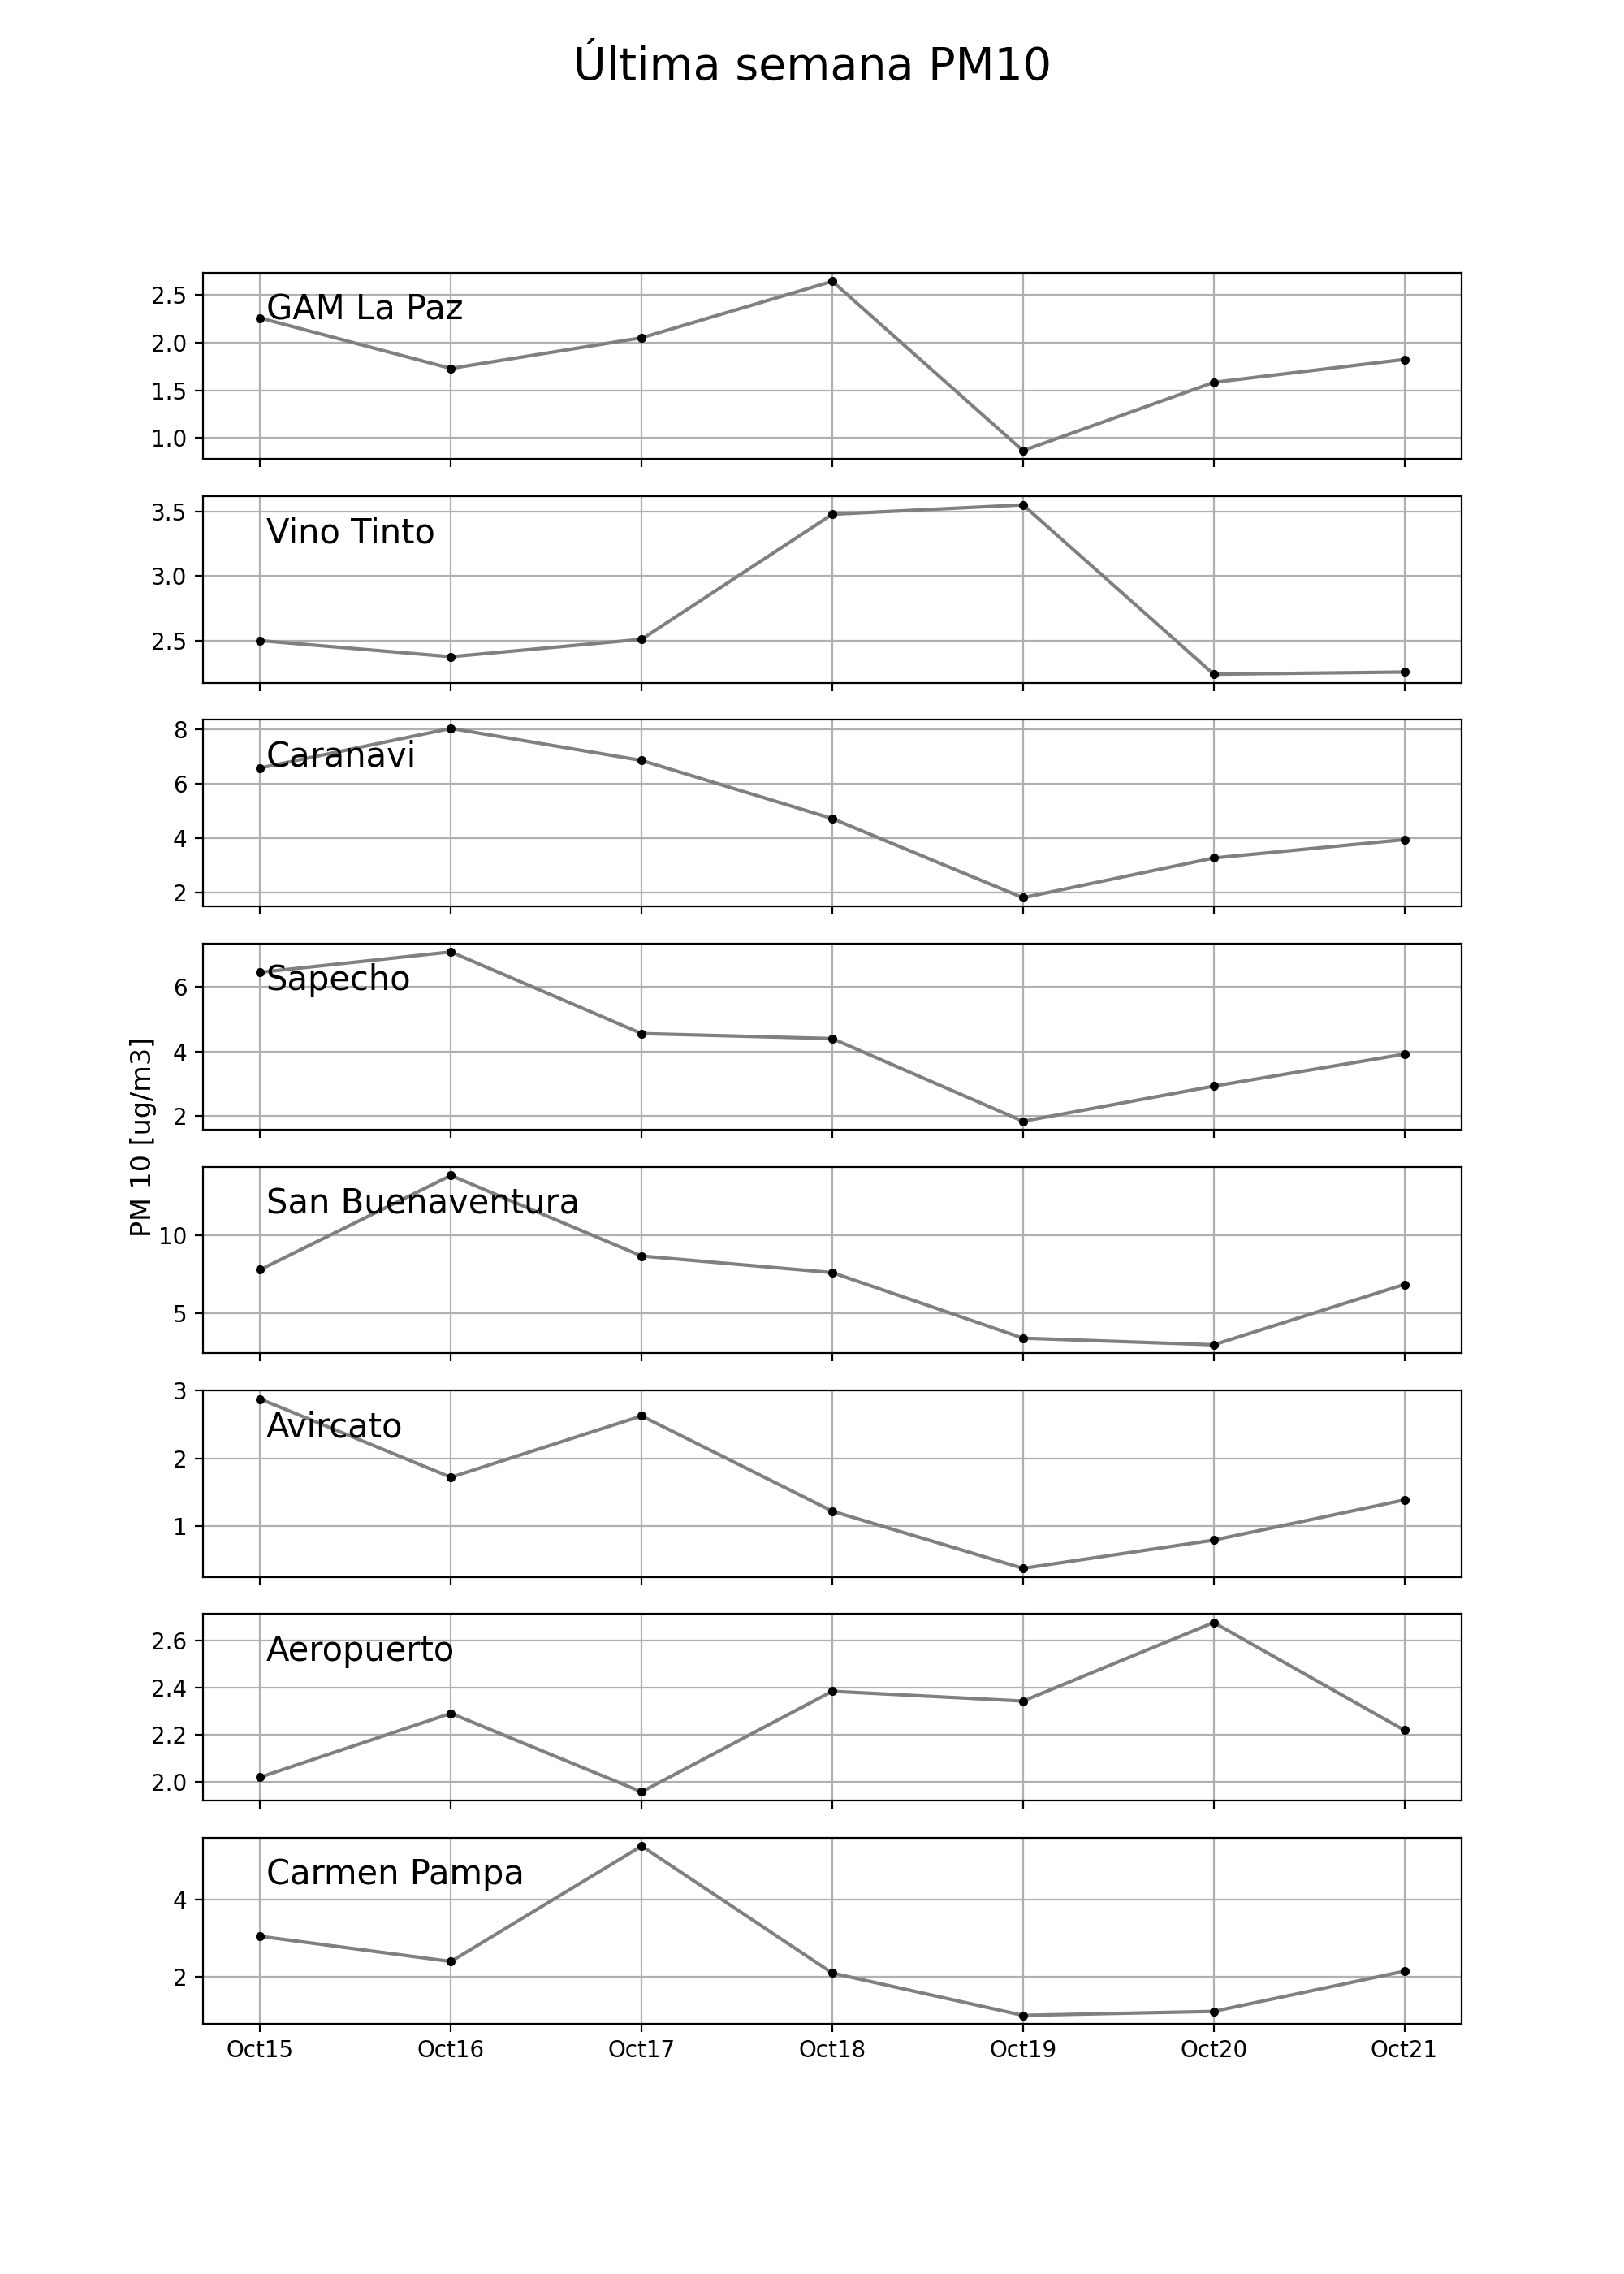 Última semana PM10
2.5
GAM La Paz
2.0
1.5
1.0
3.5
Vino Tinto
3.0
2.5
8
Caranavi
6
4
2
Sapecho
6
4
2
PM 10 [ug/m3]
San Buenaventura
10
5
3
Avircato
2
1
2.6
Aeropuerto
2.4
2.2
2.0
Carmen Pampa
4
2
Oct15 Oct16 Oct17 Oct18 Oct19 Oct20 Oct21